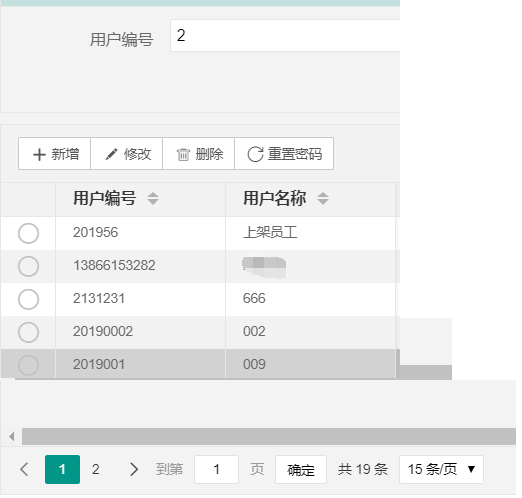 用户编号 2
新增 修改 删除 重置密码
用户编号 用户名称
201956 上架员工
13866153282
2131231 666
20190002 002
2019001 009
1 2 到第 1 页 确定 共 19 条 15 条/页